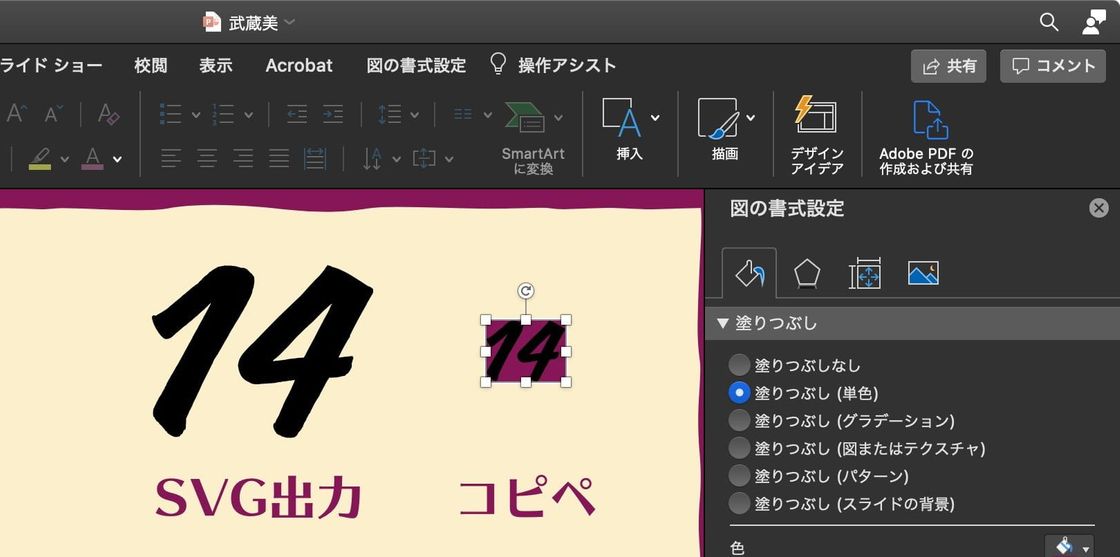 武蔵美
ライド ショー 校閲 表示 Acrobat 図の書式設定 操作アシスト 共有 コメント
SmartArt
に変換
挿入
描画
デザイン
アイデア
Adobe PDF の
作成および共有
図の書式設定
塗りつぶし
塗りつぶしなし
塗りつぶし (単色)
塗りつぶし (グラデーション)
塗りつぶし (図またはテクスチャ)
塗りつぶし (パターン)
塗りつぶし (スライドの背景)
色
14
14
SVG出力
コピペ